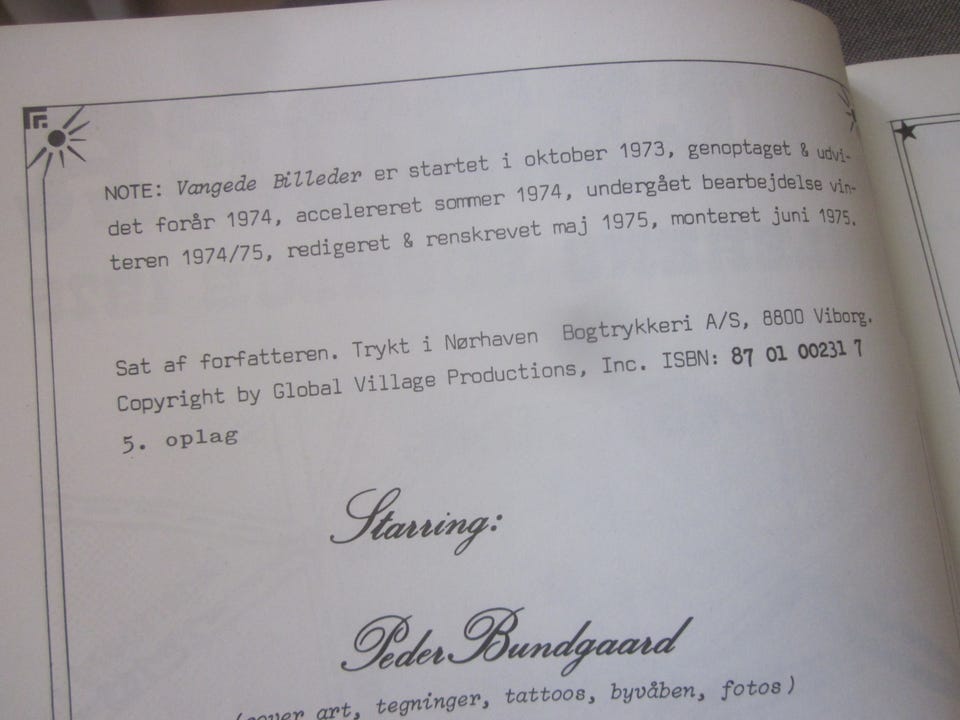 NOTE: Vangede Billeder er startet i oktober 1973, genoptaget & udvi-
det forår 1974, accelereret sommer 1974, undergået bearbejdelse vin-
teren 1974/75, redigeret & renskrevet maj 1975, monteret juni 1975.
Sat af forfatteren. Trykt i Nørhaven Bogtrykkeri A/S, 8800 Viborg.
Copyright by Global Village Productions, Inc. ISBN: 87 01 00231 7
5. oplag
Starring:
Peder Bundgaard
(cover art, tegninger, tattoos, byvåben, fotos)